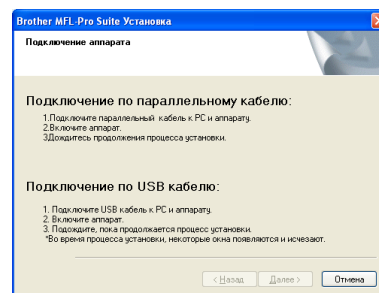 Brother MFL-Pro Suite Установка
Подключение аппарата
Подключение по параллельному кабелю:
1.Подключите параллельный кабель к PC и аппарату.
2.Включите аппарат.
3Дождитесь продолжения процесса установки.
Подключение по USB кабелю:
1. Подключите USB кабель к PC и аппарату.
2. Включите аппарат.
3. Подождите, пока продолжается процесс установки.
*Во время процесса установки, некоторые окна появляются и исчезают.
< Назад Далее > Отмена